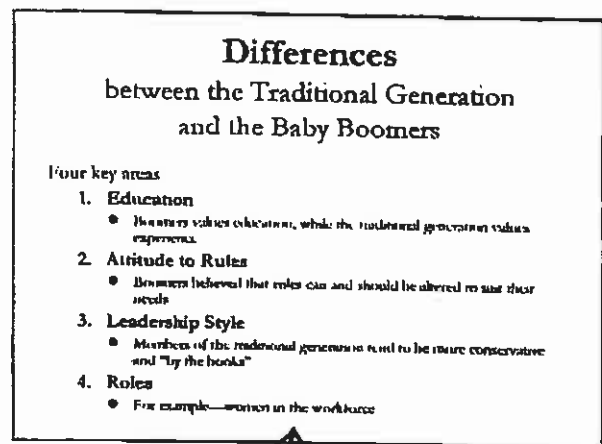 Differences
between the Traditional Generation
and the Baby Boomers
Four key areas
1. Education
• Boomers values education, while the traditional generation values
experience.
2. Attitude to Rules
• Boomers believed that rules can and should be altered to suit their
needs
3. Leadership Style
• Members of the traditional generation tend to be more conservative
and "by the books"
4. Roles
• For example—women in the workforce